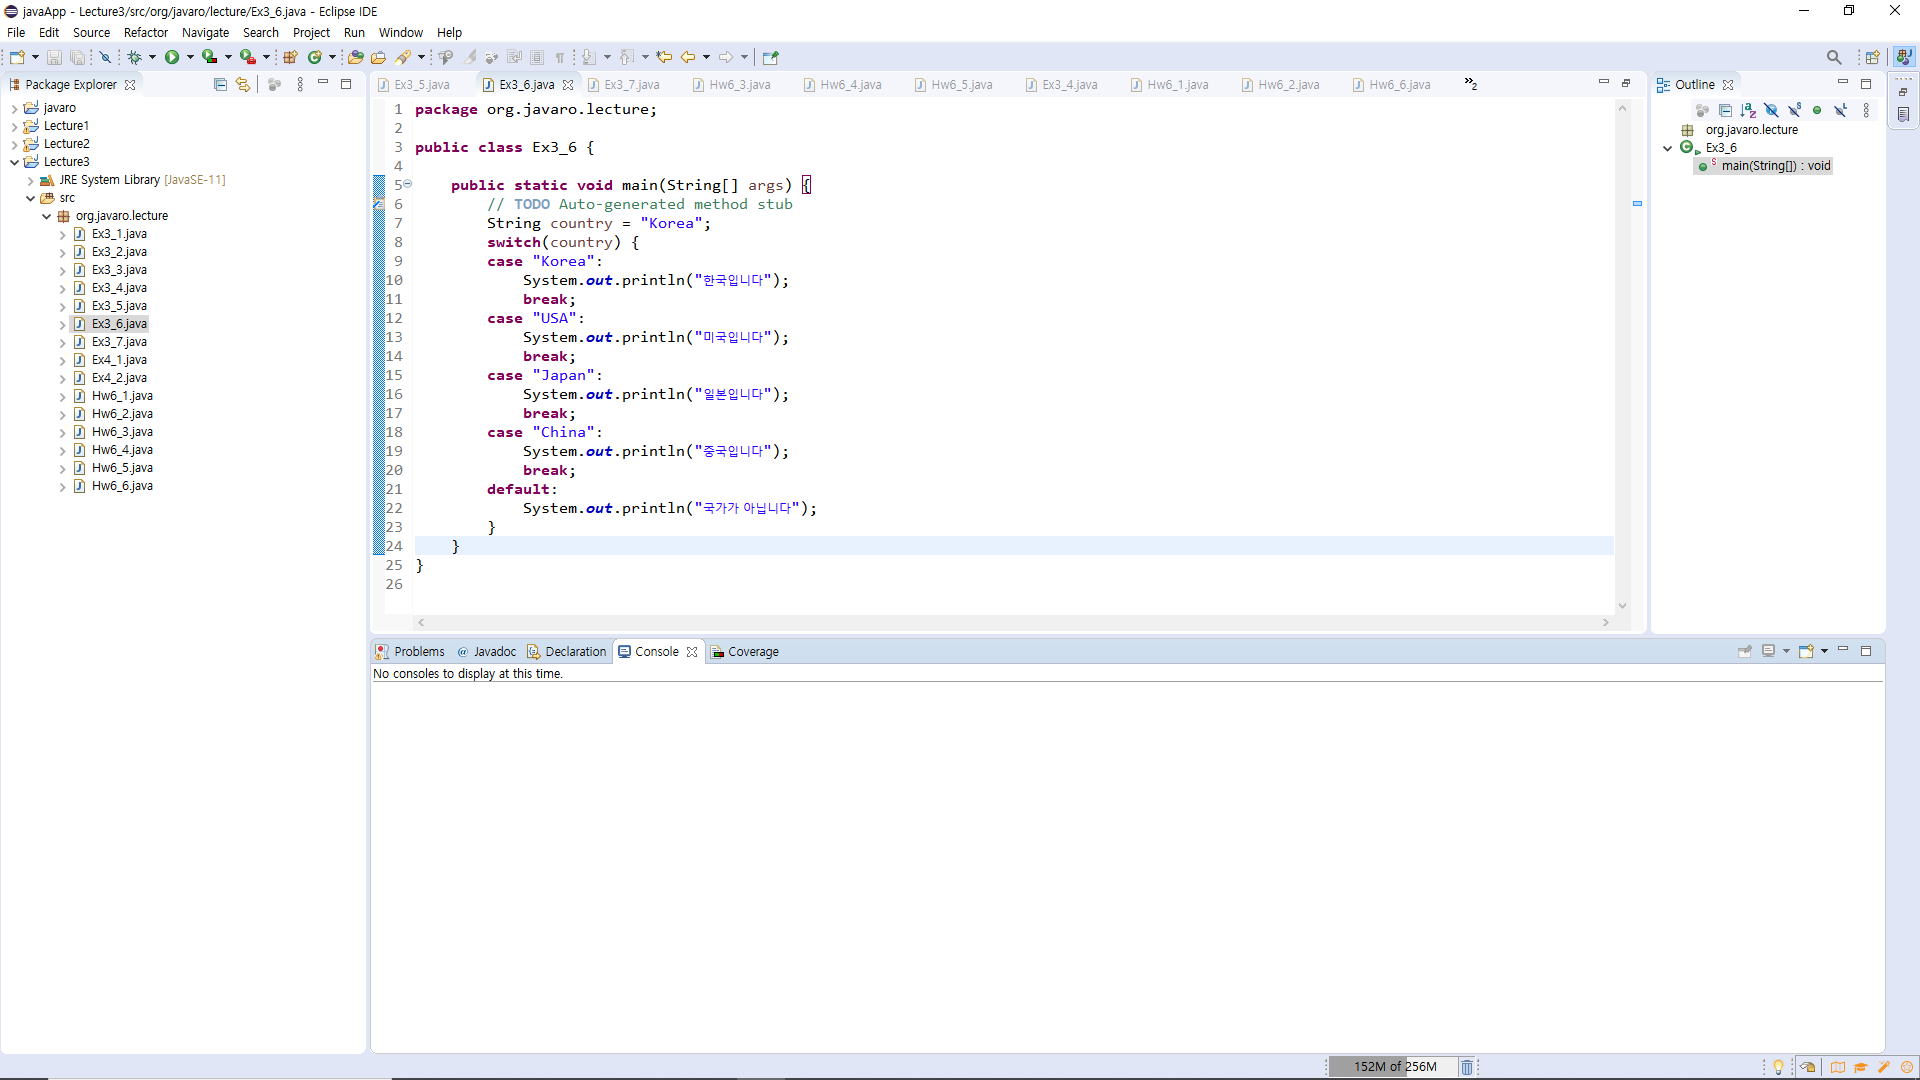 javaApp - Lecture3/src/org/javaro/lecture/Ex3_6.java - Eclipse IDE
File Edit Source Refactor Navigate Search Project Run Window Help
Package Explorer
javaro
Lecture1
Lecture2
Lecture3
JRE System Library [JavaSE-11]
src
org.javaro.lecture
Ex3_1.java
Ex3_2.java
Ex3_3.java
Ex3_4.java
Ex3_5.java
Ex3_6.java
Ex3_7.java
Ex4_1.java
Ex4_2.java
Hw6_1.java
Hw6_2.java
Hw6_3.java
Hw6_4.java
Hw6_5.java
Hw6_6.java
Ex3_5.java Ex3_6.java Ex3_7.java Hw6_3.java Hw6_4.java Hw6_5.java Ex3_4.java Hw6_1.java Hw6_2.java Hw6_6.java »2
1 package org.javaro.lecture;
2
3 public class Ex3_6 {
4
5 public static void main(String[] args) {
6 // TODO Auto-generated method stub
7 String country = "Korea";
8 switch(country) {
9 case "Korea":
10 System.out.println("한국입니다");
11 break;
12 case "USA":
13 System.out.println("미국입니다");
14 break;
15 case "Japan":
16 System.out.println("일본입니다");
17 break;
18 case "China":
19 System.out.println("중국입니다");
20 break;
21 default:
22 System.out.println("국가가 아닙니다");
23 }
24 }
25 }
26
Outline
org.javaro.lecture
Ex3_6
main(String[]) : void
Problems @ Javadoc Declaration Console Coverage
No consoles to display at this time.
152M of 256M